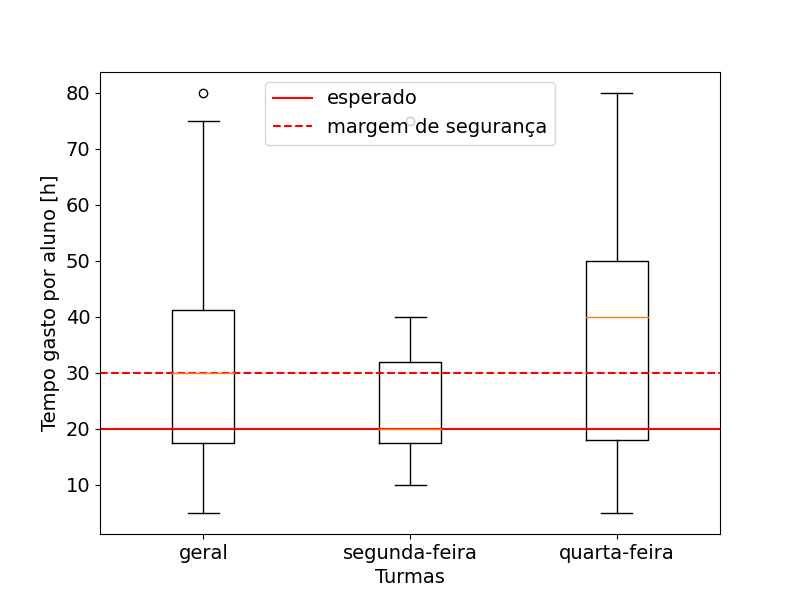 esperado
margem de segurança
Tempo gasto por aluno [h]
80
70
60
50
40
30
20
10
geral
segunda-feira
quarta-feira
Turmas